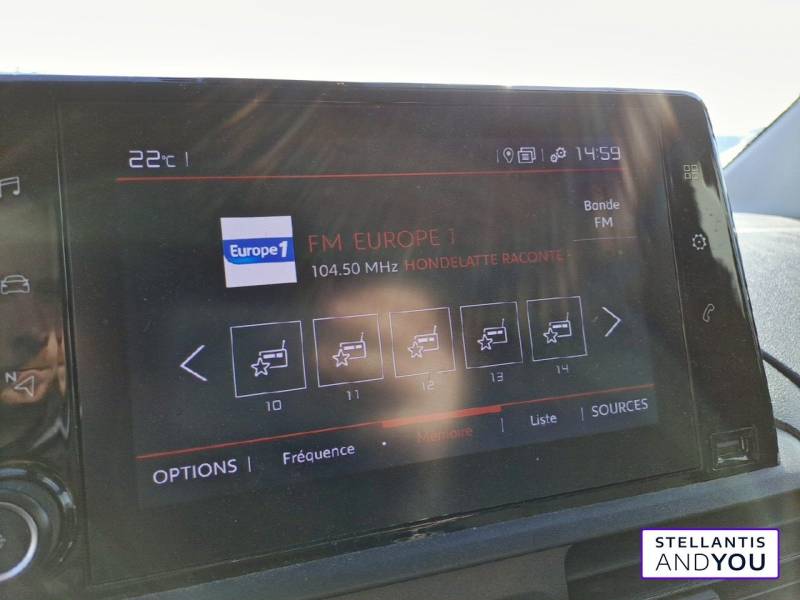 22°C
14:59
Bande
FM
Europe 1
FM EUROPE 1
104.50 MHz HONDELATTE RACONTE -
10 11 12 13 14
OPTIONS | Fréquence Mémoire | Liste | SOURCES
N
STELLANTIS
ANDYOU